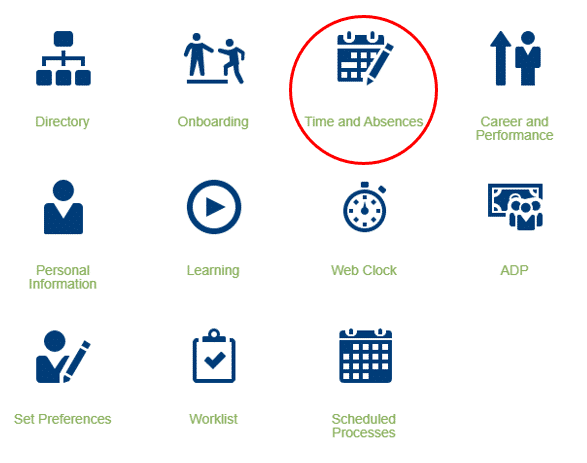 Directory
Onboarding
Time and Absences
Career and
Performance
Personal
Information
Learning
Web Clock
ADP
Set Preferences
Worklist
Scheduled
Processes